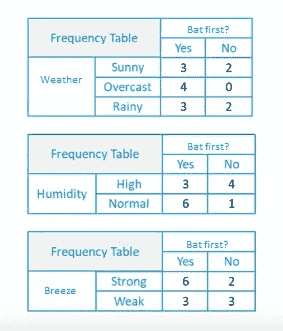 Frequency Table Bat first?
Yes No
Weather Sunny 3 2
Overcast 4 0
Rainy 3 2
Frequency Table Bat first?
Yes No
Humidity High 3 4
Normal 6 1
Frequency Table Bat first?
Yes No
Breeze Strong 6 2
Weak 3 3